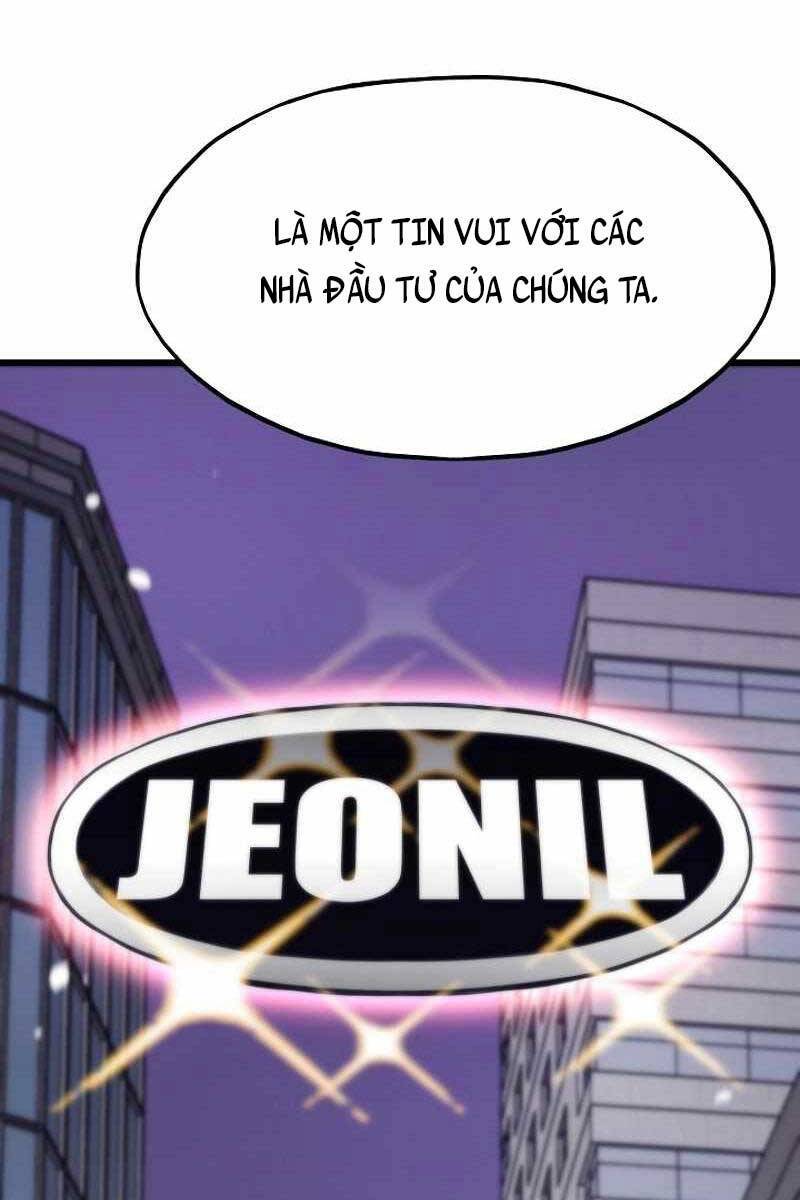 LÀ MỘT TIN VUI VỚI CÁC
NHÀ ĐẦU TƯ CỦA CHÚNG TA.
JEONIL